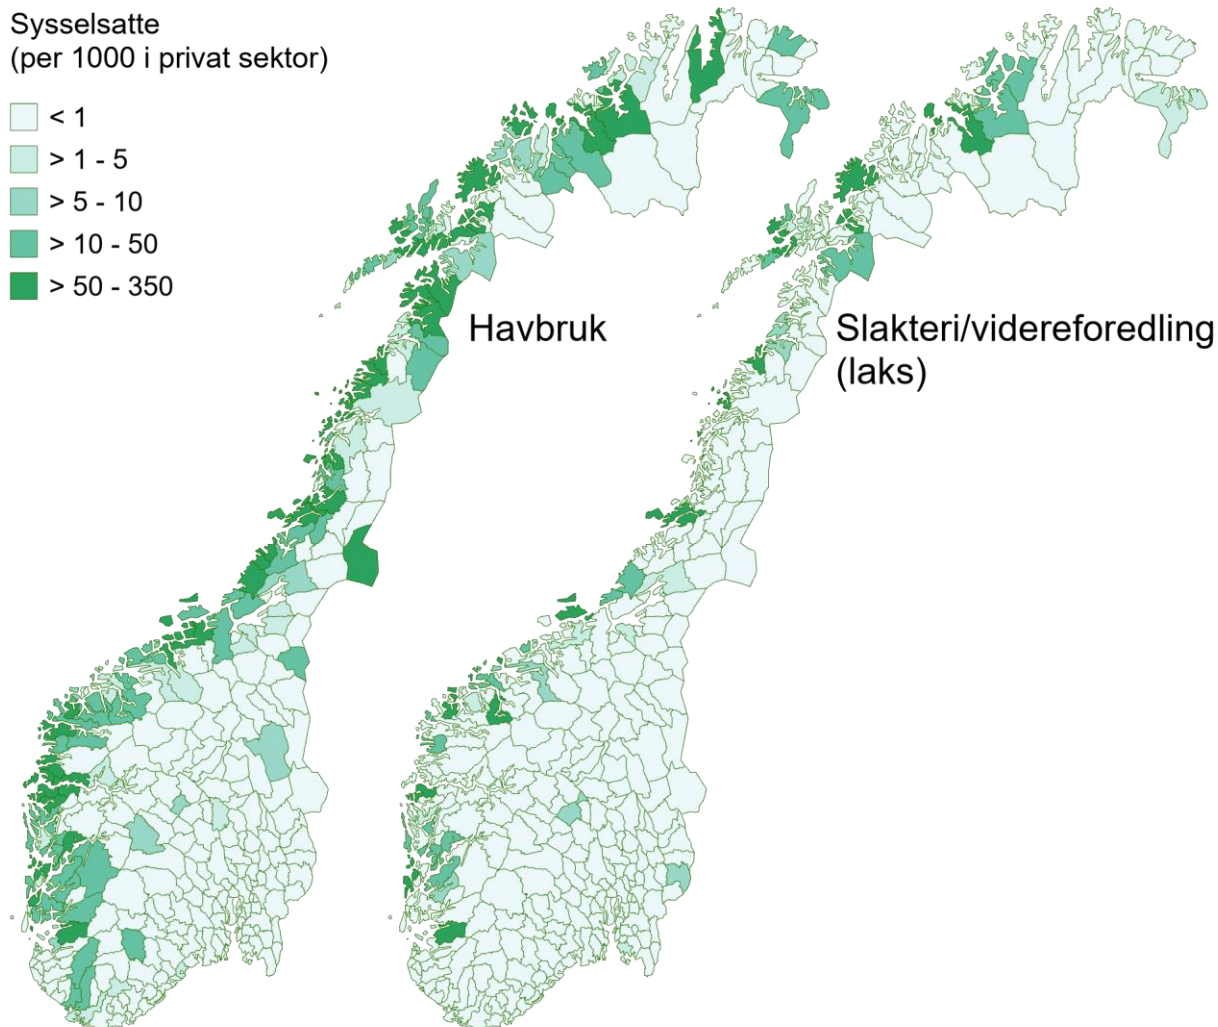 Sysselsatte
(per 1000 i privat sektor)
< 1
> 1 - 5
> 5 - 10
> 10 - 50
> 50 - 350
Havbruk
Slakteri/videreforedling
(laks)